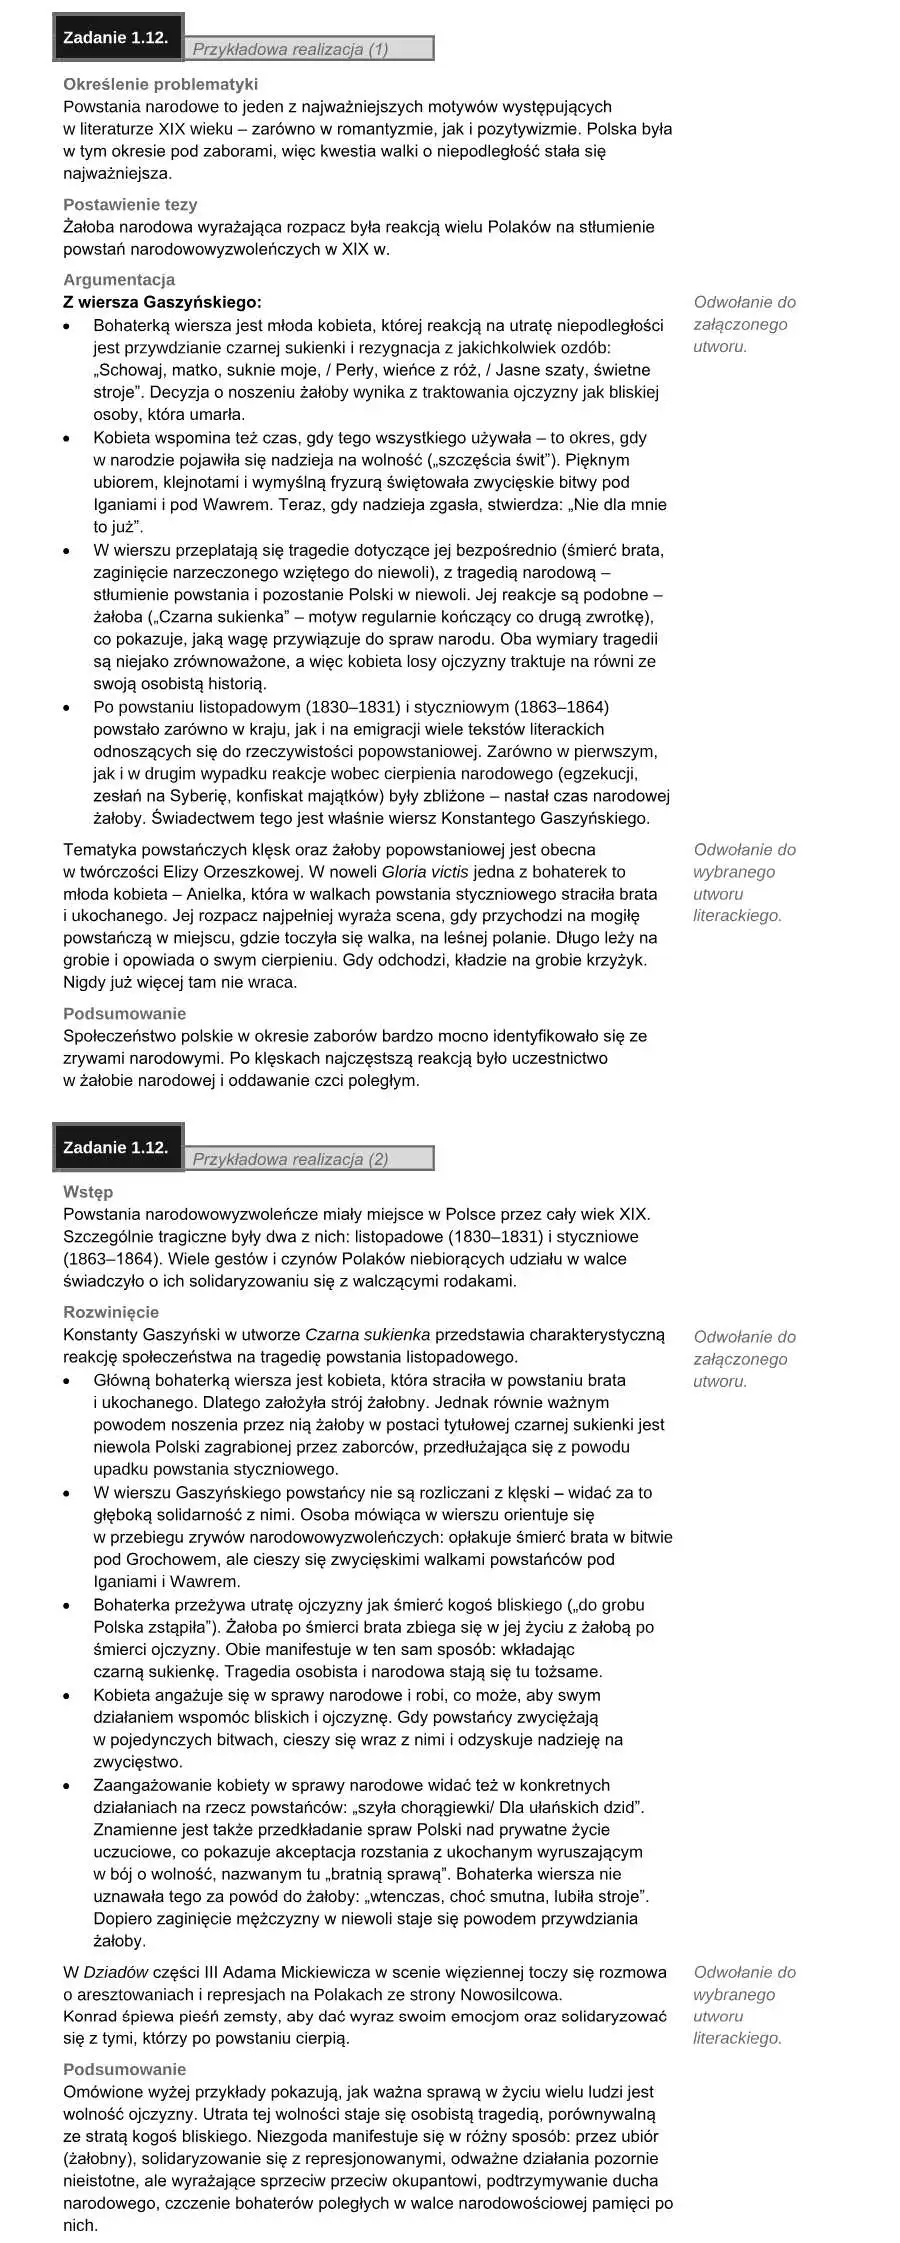 Zadanie 1.12.
Przykładowa realizacja (1)
Określenie problematyki
Powstania narodowe to jeden z najważniejszych motywów występujących
w literaturze XIX wieku – zarówno w romantyzmie, jak i pozytywizmie. Polska była
w tym okresie pod zaborami, więc kwestia walki o niepodległość stała się
najważniejsza.
Postawienie tezy
Żałoba narodowa wyrażająca rozpacz była reakcją wielu Polaków na stłumienie
powstań narodowowyzwoleńczych w XIX w.
Argumentacja
Z wiersza Gaszyńskiego:
Odwołanie do
załączonego
utworu.
• Bohaterką wiersza jest młoda kobieta, której reakcją na utratę niepodległości
jest przywdzianie czarnej sukienki i rezygnacja z jakichkolwiek ozdób:
„Schowaj, matko, suknie moje, / Perły, wieńce z róż, / Jasne szaty, świetne
stroje”. Decyzja o noszeniu żałoby wynika z traktowania ojczyzny jak bliskiej
osoby, która umarła.
• Kobieta wspomina też czas, gdy tego wszystkiego używała – to okres, gdy
w narodzie pojawiła się nadzieja na wolność („szczęścia świt”). Pięknym
ubiorem, klejnotami i wymyślną fryzurą świętowała zwycięskie bitwy pod
Iganiami i pod Wawrem. Teraz, gdy nadzieja zgasła, stwierdza: „Nie dla mnie
to już”.
• W wierszu przeplatają się tragedie dotyczące jej bezpośrednio (śmierć brata,
zaginięcie narzeczonego wziętego do niewoli), z tragedią narodową –
stłumienie powstania i pozostanie Polski w niewoli. Jej reakcje są podobne –
żałoba („Czarna sukienka” – motyw regularnie kończący co drugą zwrotkę),
co pokazuje, jaką wagę przywiązuje do spraw narodu. Oba wymiary tragedii
są niejako zrównoważone, a więc kobieta losy ojczyzny traktuje na równi ze
swoją osobistą historią.
• Po powstaniu listopadowym (1830–1831) i styczniowym (1863–1864)
powstało zarówno w kraju, jak i na emigracji wiele tekstów literackich
odnoszących się do rzeczywistości popowstaniowej. Zarówno w pierwszym,
jak i w drugim wypadku reakcje wobec cierpienia narodowego (egzekucji,
zesłań na Syberię, konfiskat majątków) były zbliżone – nastał czas narodowej
żałoby. Świadectwem tego jest właśnie wiersz Konstantego Gaszyńskiego.
Tematyka powstańczych klęsk oraz żałoby popowstaniowej jest obecna
w twórczości Elizy Orzeszkowej. W noweli Gloria victis jedna z bohaterek to
młoda kobieta – Anielka, która w walkach powstania styczniowego straciła brata
i ukochanego. Jej rozpacz najpełniej wyraża scena, gdy przychodzi na mogiłę
powstańczą w miejscu, gdzie toczyła się walka, na leśnej polanie. Długo leży na
grobie i opowiada o swym cierpieniu. Gdy odchodzi, kładzie na grobie krzyżyk.
Nigdy już więcej tam nie wraca.
Odwołanie do
wybranego
utworu
literackiego.
Podsumowanie
Społeczeństwo polskie w okresie zaborów bardzo mocno identyfikowało się ze
zrywami narodowymi. Po klęskach najczęstszą reakcją było uczestnictwo
w żałobie narodowej i oddawanie czci poległym.
Zadanie 1.12.
Przykładowa realizacja (2)
Wstęp
Powstania narodowowyzwoleńcze miały miejsce w Polsce przez cały wiek XIX.
Szczególnie tragiczne były dwa z nich: listopadowe (1830–1831) i styczniowe
(1863–1864). Wiele gestów i czynów Polaków niebiorących udziału w walce
świadczyło o ich solidaryzowaniu się z walczącymi rodakami.
Rozwinięcie
Konstanty Gaszyński w utworze Czarna sukienka przedstawia charakterystyczną
reakcję społeczeństwa na tragedię powstania listopadowego.
Odwołanie do
załączonego
utworu.
• Główną bohaterką wiersza jest kobieta, która straciła w powstaniu brata
i ukochanego. Dlatego założyła strój żałobny. Jednak równie ważnym
powodem noszenia przez nią żałoby w postaci tytułowej czarnej sukienki jest
niewola Polski zagrabionej przez zaborców, przedłużająca się z powodu
upadku powstania styczniowego.
• W wierszu Gaszyńskiego powstańcy nie są rozliczani z klęski – widać za to
głęboką solidarność z nimi. Osoba mówiąca w wierszu orientuje się
w przebiegu zrywów narodowowyzwoleńczych: opłakuje śmierć brata w bitwie
pod Grochowem, ale cieszy się zwycięskimi walkami powstańców pod
Iganiami i Wawrem.
• Bohaterka przeżywa utratę ojczyzny jak śmierć kogoś bliskiego („do grobu
Polska zstąpiła”). Żałoba po śmierci brata zbiega się w jej życiu z żałobą po
śmierci ojczyzny. Obie manifestuje w ten sam sposób: wkładając
czarną sukienkę. Tragedia osobista i narodowa stają się tu tożsame.
• Kobieta angażuje się w sprawy narodowe i robi, co może, aby swym
działaniem wspomóc bliskich i ojczyznę. Gdy powstańcy zwyciężają
w pojedynczych bitwach, cieszy się wraz z nimi i odzyskuje nadzieję na
zwycięstwo.
• Zaangażowanie kobiety w sprawy narodowe widać też w konkretnych
działaniach na rzecz powstańców: „szyła chorągiewki/ Dla ułańskich dzid”.
Znamienne jest także przedkładanie spraw Polski nad prywatne życie
uczuciowe, co pokazuje akceptacja rozstania z ukochanym wyruszającym
w bój o wolność, nazwanym tu „bratnią sprawą”. Bohaterka wiersza nie
uznawała tego za powód do żałoby: „wtenczas, choć smutna, lubiła stroje”.
Dopiero zaginięcie mężczyzny w niewoli staje się powodem przywdziania
żałoby.
W Dziadów części III Adama Mickiewicza w scenie więziennej toczy się rozmowa
o aresztowaniach i represjach na Polakach ze strony Nowosilcowa.
Konrad śpiewa pieśń zemsty, aby dać wyraz swoim emocjom oraz solidaryzować
się z tymi, którzy po powstaniu cierpią.
Odwołanie do
wybranego
utworu
literackiego.
Podsumowanie
Omówione wyżej przykłady pokazują, jak ważna sprawą w życiu wielu ludzi jest
wolność ojczyzny. Utrata tej wolności staje się osobistą tragedią, porównywalną
ze stratą kogoś bliskiego. Niezgoda manifestuje się w różny sposób: przez ubiór
(żałobny), solidaryzowanie się z represjonowanymi, odważne działania pozornie
nieistotne, ale wyrażające sprzeciw przeciw okupantowi, podtrzymywanie ducha
narodowego, czczenie bohaterów poległych w walce narodowościowej pamięci po
nich.